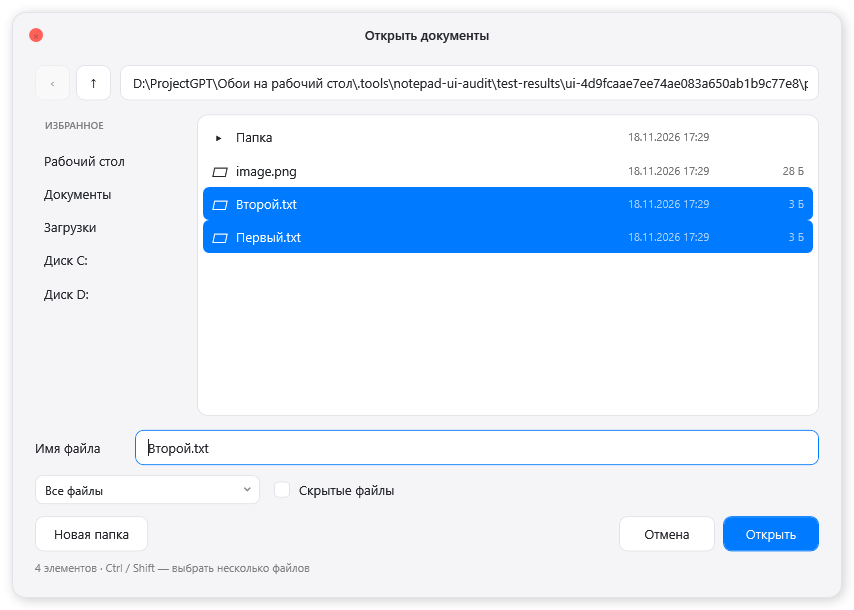 Открыть документы
D:\ProjectGPT\Обои на рабочий стол\.tools\notepad-ui-audit\test-results\ui-4d9fcaae7ee74ae083a650ab1b9c77e8\p
ИЗБРАННОЕ
Рабочий стол
Документы
Загрузки
Диск C:
Диск D:
Папка 18.11.2026 17:29
image.png 18.11.2026 17:29 28 Б
Второй.txt 18.11.2026 17:29 3 Б
Первый.txt 18.11.2026 17:29 3 Б
Имя файла Второй.txt
Все файлы Скрытые файлы
Новая папка Отмена Открыть
4 элементов · Ctrl / Shift — выбрать несколько файлов